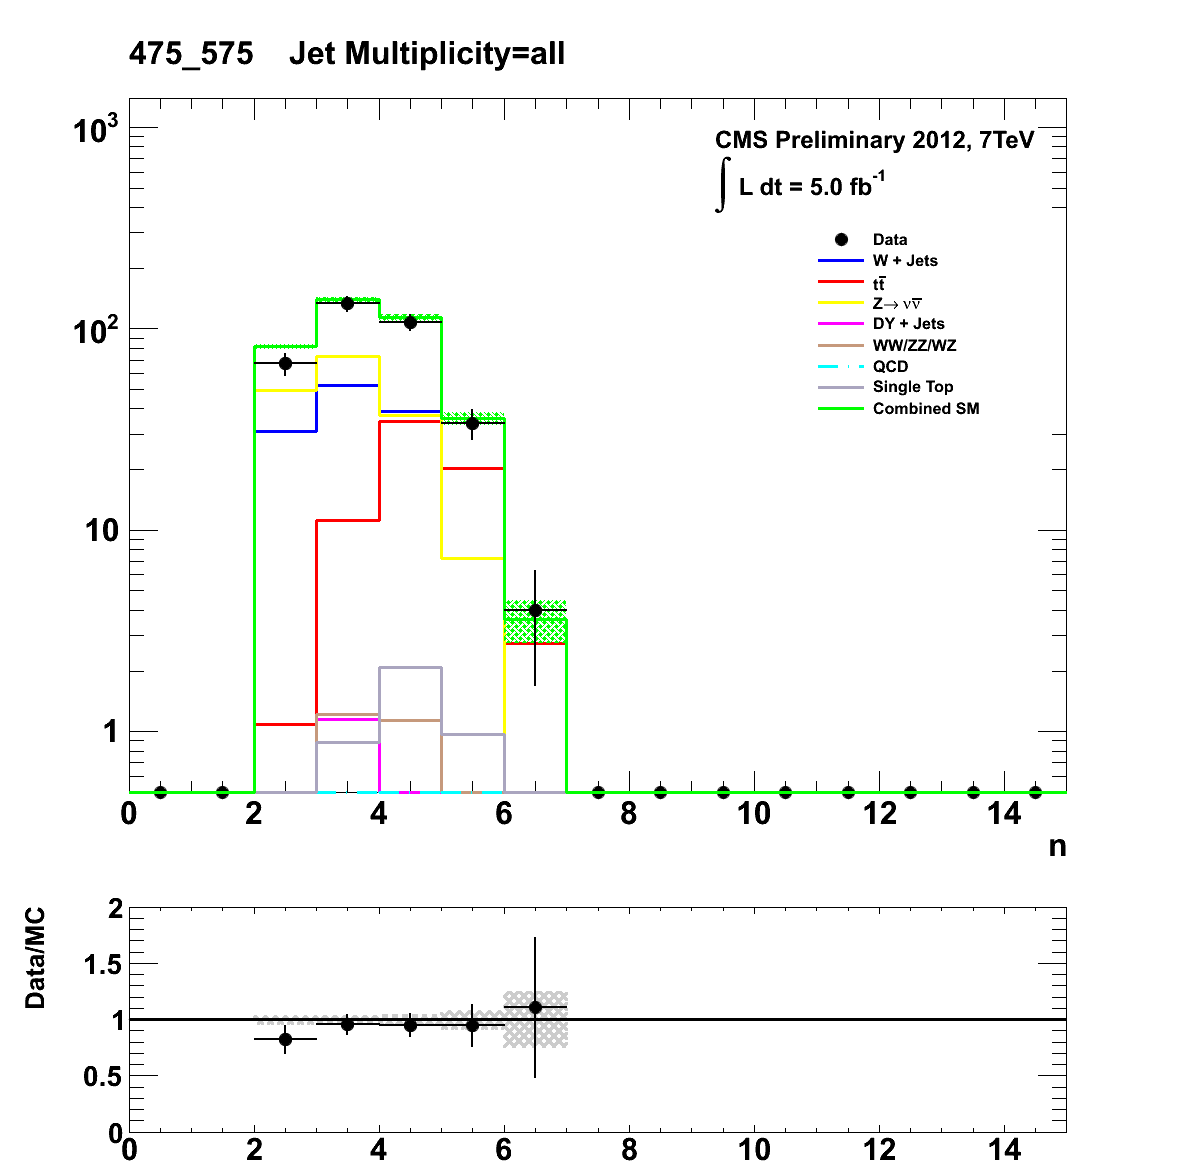 475_575 Jet Multiplicity=all
CMS Preliminary 2012, 7TeV
∫ L dt = 5.0 fb⁻¹
Data
W + Jets
tt̅
Z→ νν̅
DY + Jets
WW/ZZ/WZ
QCD
Single Top
Combined SM
10³
10²
10
1
0 2 4 6 8 10 12 14
n
Data/MC
2
1.5
1
0.5
0
0 2 4 6 8 10 12 14